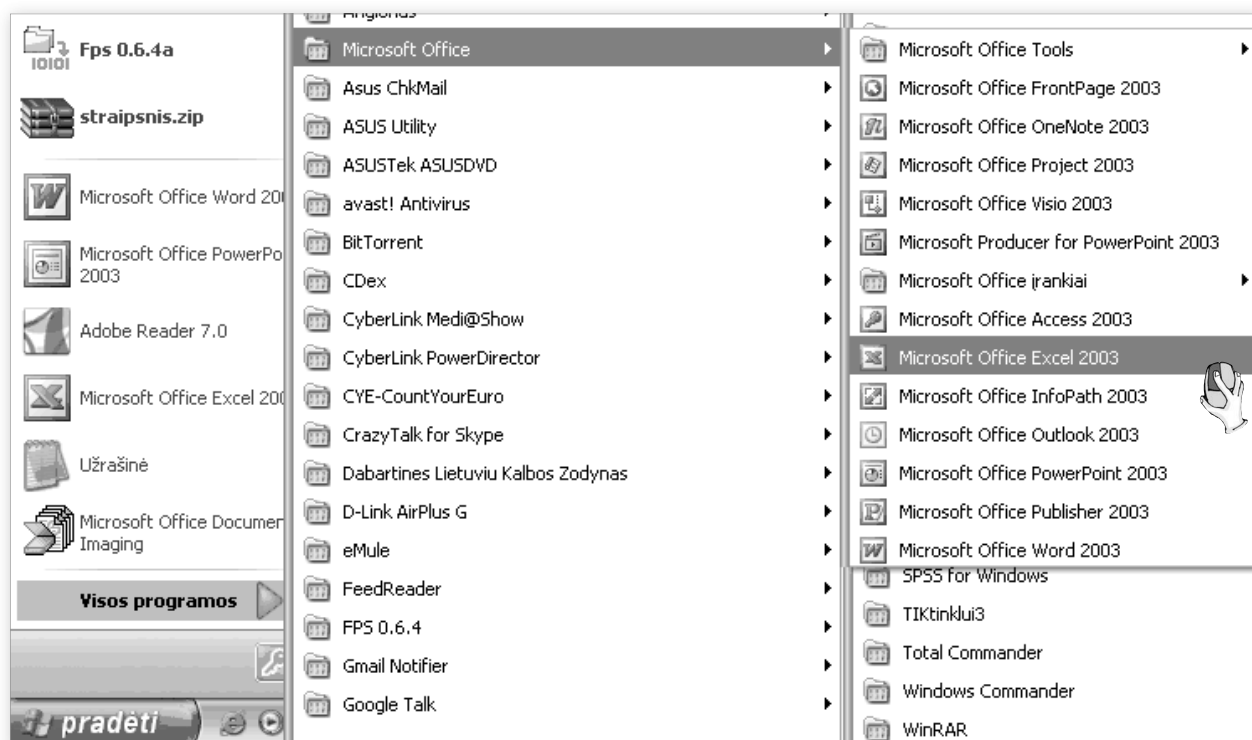 Fps 0.6.4a
10101
straipsnis.zip
Microsoft Office Word 200
Microsoft Office PowerPo
2003
Adobe Reader 7.0
Microsoft Office Excel 200
Užrašinė
Microsoft Office Documen
Imaging
Visos programos
pradėti
Microsoft Office
Asus ChkMail
ASUS Utility
ASUSTek ASUSDVD
avast! Antivirus
BitTorrent
CDex
CyberLink Medi@Show
CyberLink PowerDirector
CYE-CountYourEuro
CrazyTalk for Skype
Dabartines Lietuviu Kalbos Zodynas
D-Link AirPlus G
eMule
FeedReader
FPS 0.6.4
Gmail Notifier
Google Talk
Microsoft Office Tools
Microsoft Office FrontPage 2003
Microsoft Office OneNote 2003
Microsoft Office Project 2003
Microsoft Office Visio 2003
Microsoft Producer for PowerPoint 2003
Microsoft Office įrankiai
Microsoft Office Access 2003
Microsoft Office Excel 2003
Microsoft Office InfoPath 2003
Microsoft Office Outlook 2003
Microsoft Office PowerPoint 2003
Microsoft Office Publisher 2003
Microsoft Office Word 2003
SPSS for Windows
TIKtinklui3
Total Commander
Windows Commander
WinRAR